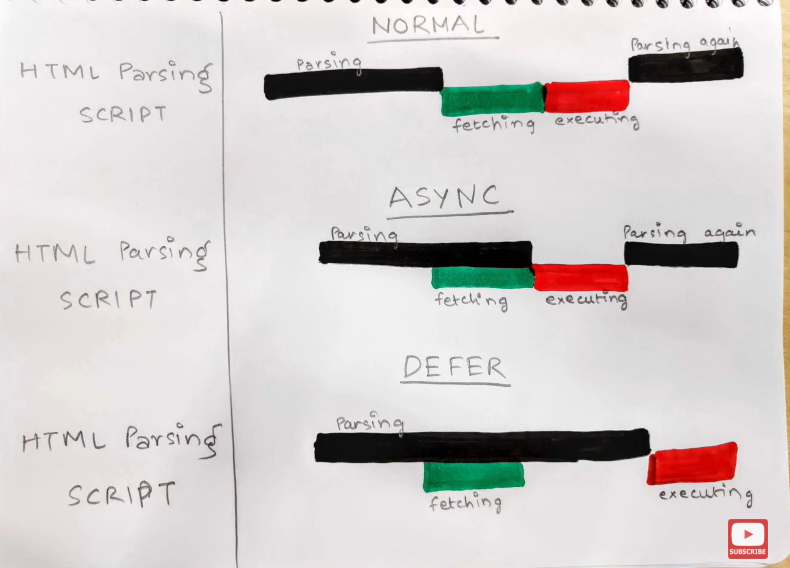 NORMAL
Parsing
Parsing again
HTML Parsing
SCRIPT
fetching
executing
ASYNC
Parsing
Parsing again
HTML Parsing
SCRIPT
fetching
executing
DEFER
Parsing
HTML Parsing
SCRIPT
fetching
executing
SUBSCRIBE